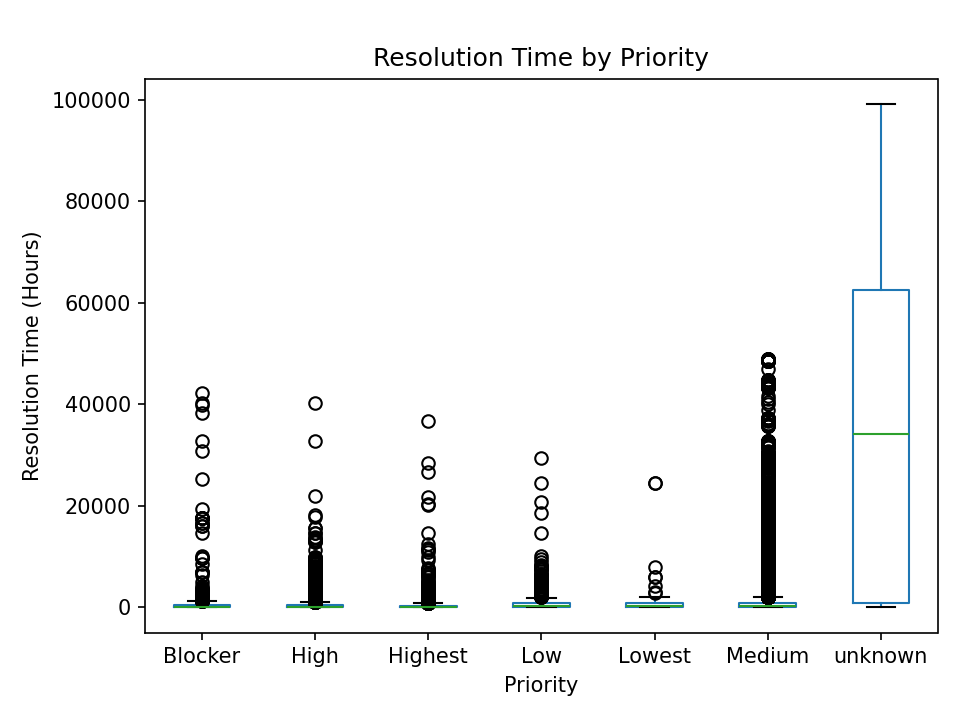 Resolution Time by Priority
Resolution Time (Hours)
100000
80000
60000
40000
20000
0
Blocker High Highest Low Lowest Medium unknown
Priority